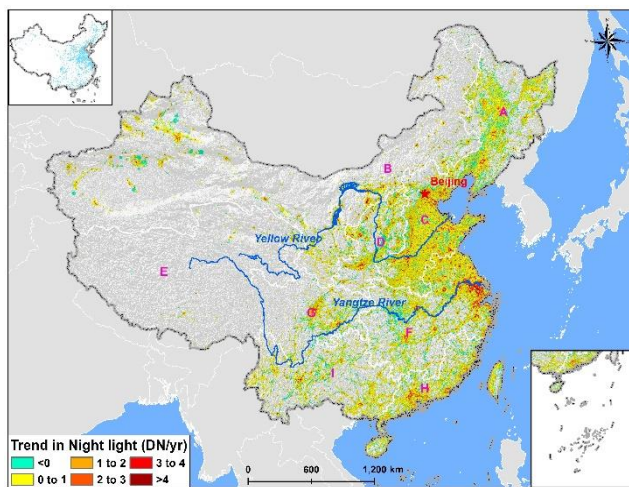 A
B
Beijing
C
Yellow River
D
E
Yangtze River
G
F
I
H
Trend in Night light (DN/yr)
<0 1 to 2 3 to 4
0 to 1 2 to 3 >4
0 600 1,200 km